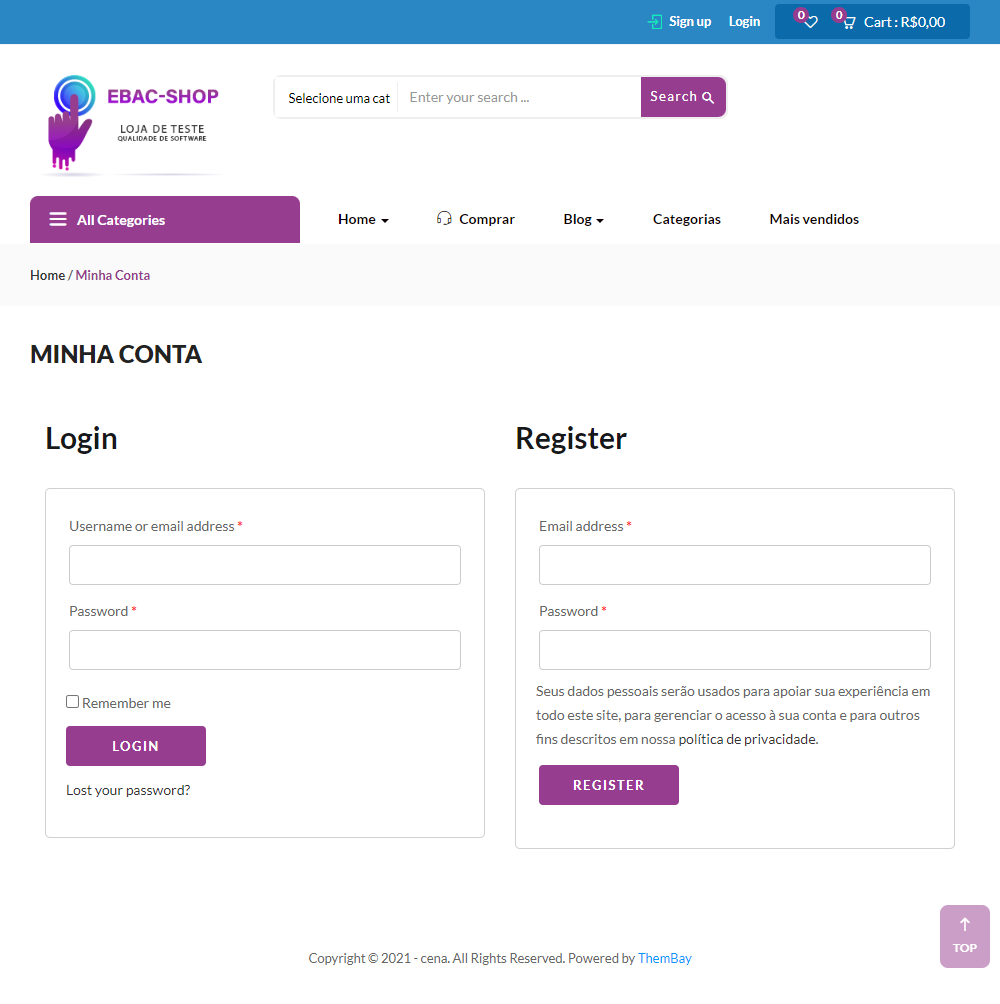 Sign up Login 0 0 Cart : R$0,00
EBAC-SHOP
LOJA DE TESTE
QUALIDADE DE SOFTWARE
Selecione uma cat Enter your search ... Search
All Categories Home Comprar Blog Categorias Mais vendidos
Home / Minha Conta
MINHA CONTA
Login
Username or email address *
Password *
Remember me
LOGIN
Lost your password?
Register
Email address *
Password *
Seus dados pessoais serão usados para apoiar sua experiência em
todo este site, para gerenciar o acesso à sua conta e para outros
fins descritos em nossa política de privacidade.
REGISTER
TOP
Copyright © 2021 - cena. All Rights Reserved. Powered by ThemBay